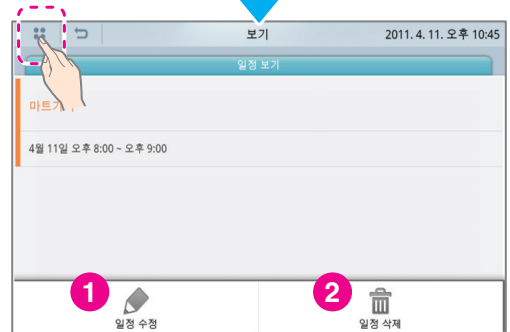 보기 2011. 4. 11. 오후 10:45
일정 보기
마트가
4월 11일 오후 8:00 ~ 오후 9:00
1 2
일정 수정 일정 삭제